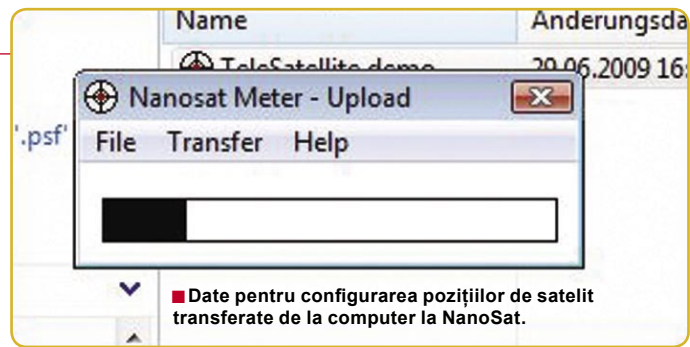 Name Änderungsda
TeleSatellite demo 29.06.2009 16:
Nanosat Meter - Upload
'.psf'
File Transfer Help
Date pentru configurarea pozițiilor de satelit
transferate de la computer la NanoSat.